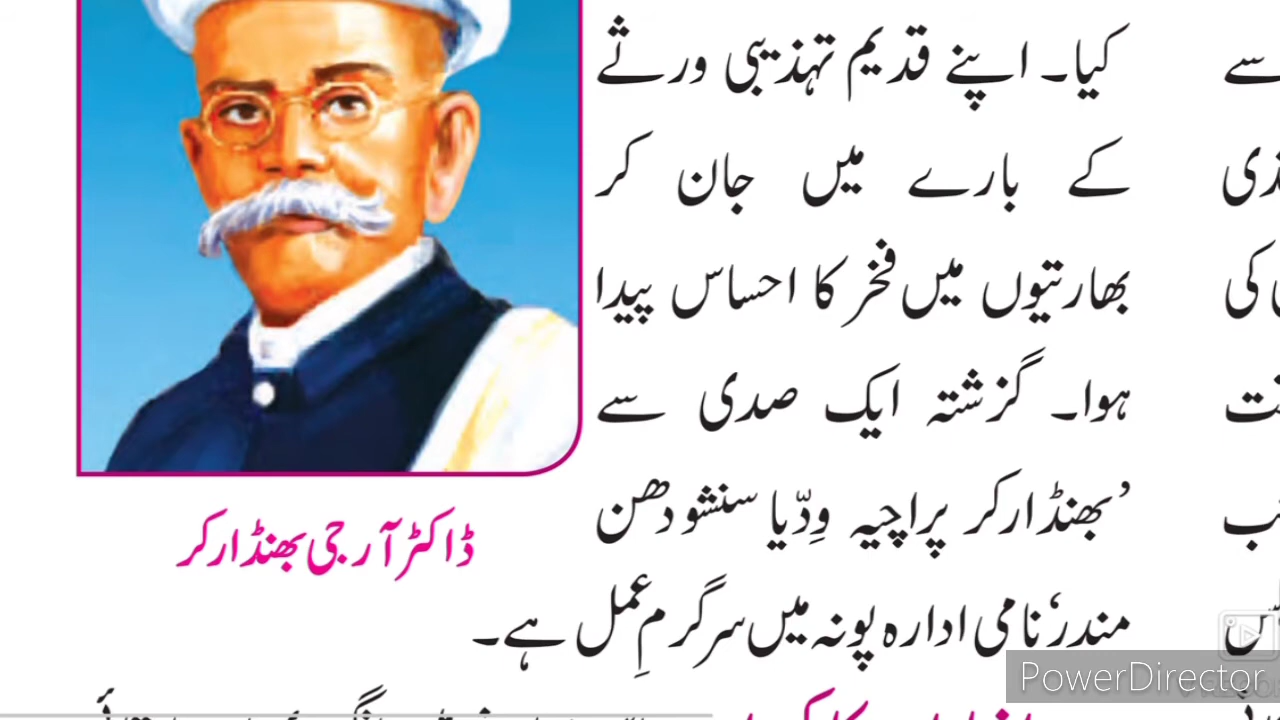 کیا۔ اپنے قدیم تہذیبی ورثے
کے بارے میں جان کر
بھارتیوں میں فخر کا احساس پیدا
ہوا۔ گزشتہ ایک صدی سے
’بھنڈارکر پراچیہ وِدّیا سنشودھن
مندر‘ نامی ادارہ پونہ میں سرگرمِ عمل ہے۔
ڈاکٹر آر جی بھنڈارکر
سے
کی
PowerDirector